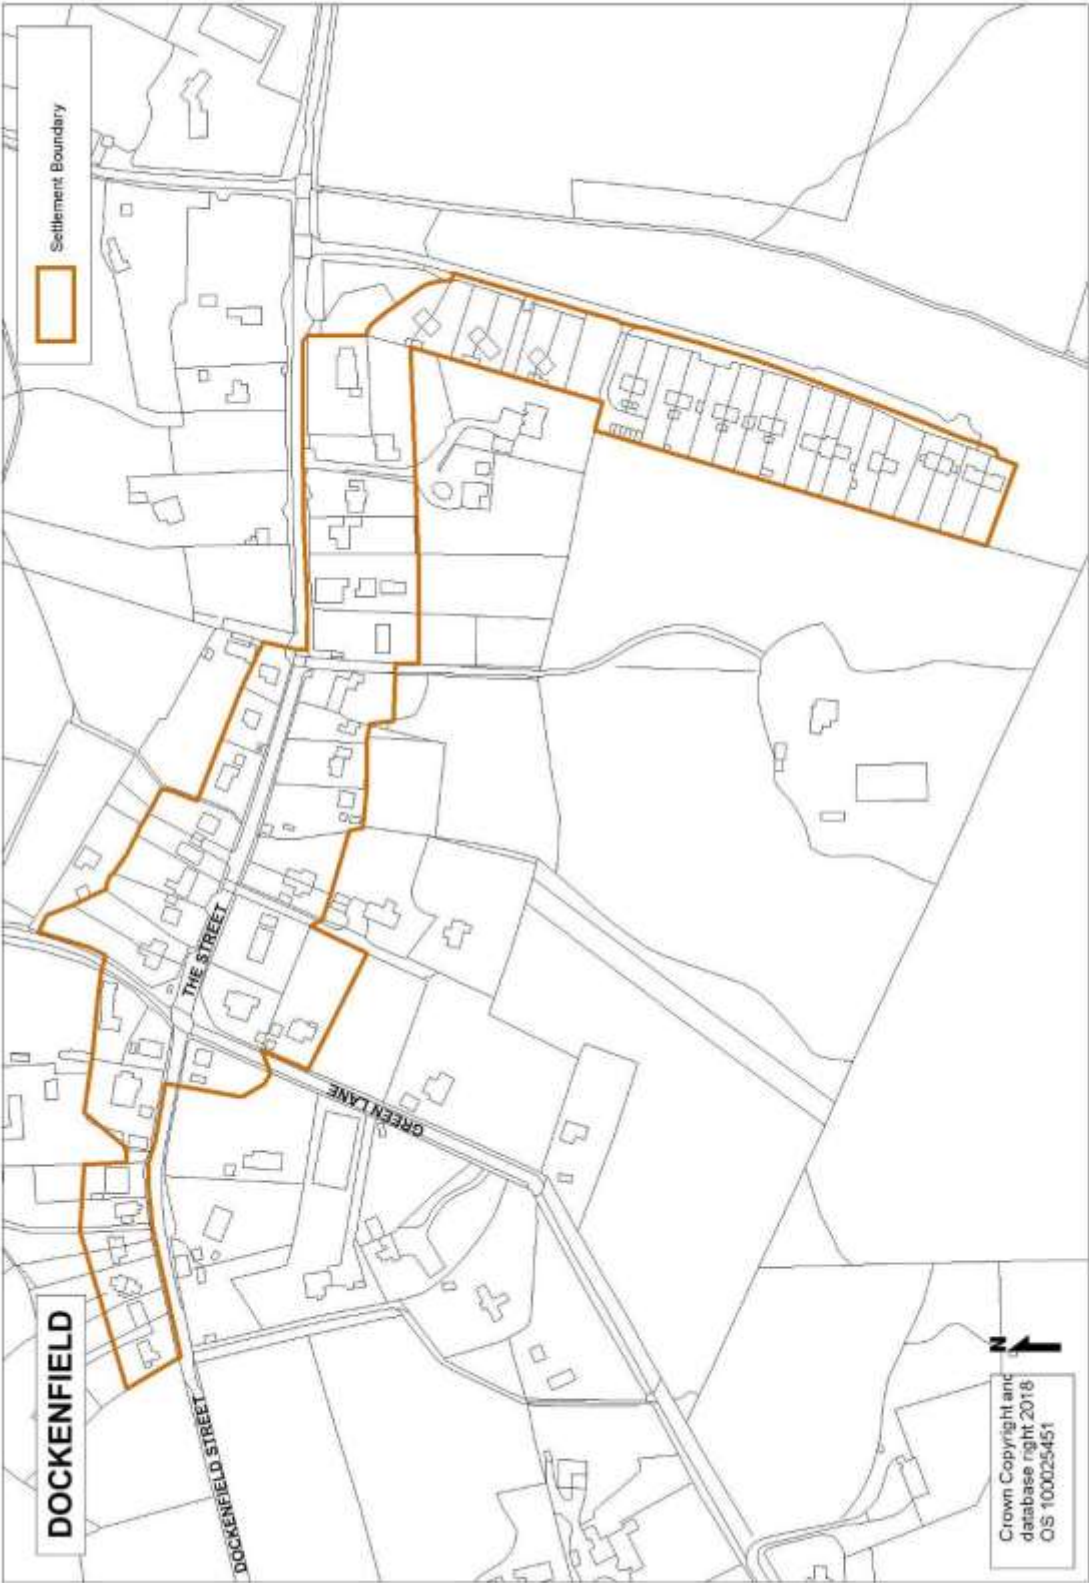 DOCKENFIELD
Settlement Boundary
THE STREET
GREEN LANE
DOCKENFIELD STREET
N
Crown Copyright and
database right 2018
OS 100025451